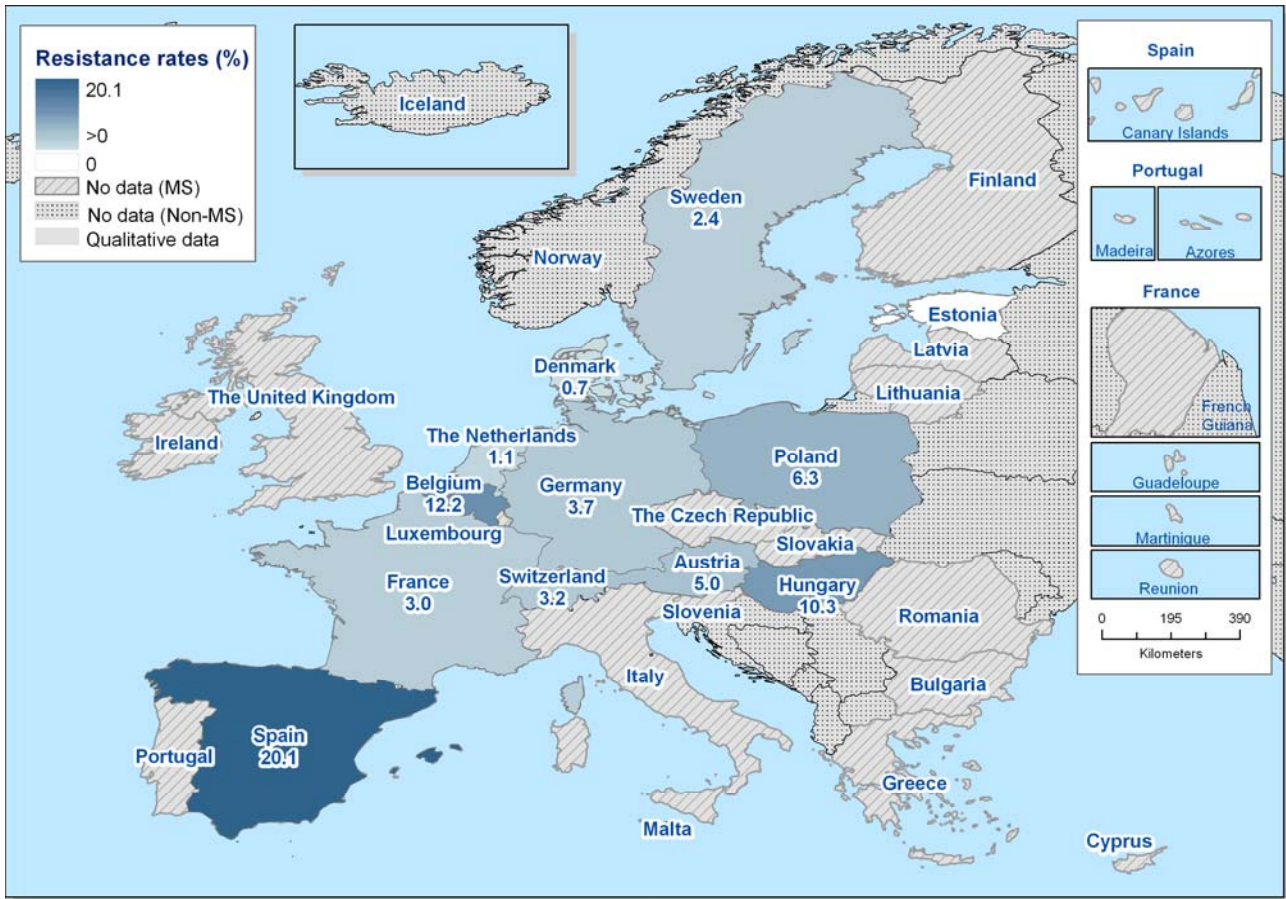 Resistance rates (%)
20.1
>0
0
No data (MS)
No data (Non-MS)
Qualitative data
Iceland
Spain
Canary Islands
Portugal
Madeira
Azores
France
French
Guiana
Guadeloupe
Martinique
Reunion
0 195 390
Kilometers
Finland
Sweden
2.4
Norway
Estonia
Latvia
Lithuania
Denmark
0.7
The United Kingdom
Ireland
The Netherlands
1.1
Belgium
12.2
Luxembourg
Germany
3.7
Poland
6.3
The Czech Republic
Slovakia
Austria
5.0
Hungary
10.3
Switzerland
3.2
France
3.0
Slovenia
Romania
Italy
Bulgaria
Spain
20.1
Portugal
Greece
Malta
Cyprus